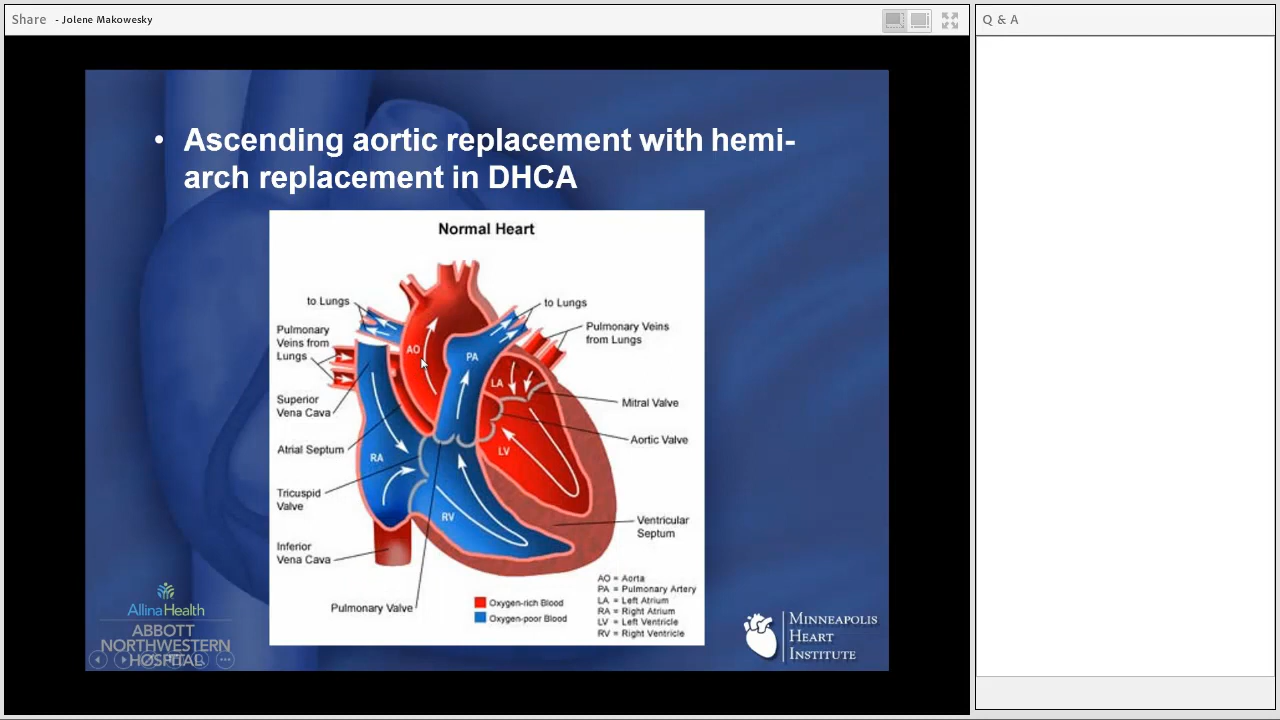 Share - Jolene Makowesky
Q & A
• Ascending aortic replacement with hemi-
arch replacement in DHCA
Normal Heart
to Lungs
to Lungs
Pulmonary
Veins from
Lungs
Pulmonary Veins
from Lungs
AO
PA
LA
Superior
Vena Cava
Mitral Valve
Atrial Septum
Aortic Valve
RA
LV
Tricuspid
Valve
RV
Ventricular
Septum
Inferior
Vena Cava
Pulmonary Valve
Oxygen-rich Blood
Oxygen-poor Blood
AO = Aorta
PA = Pulmonary Artery
LA = Left Atrium
RA = Right Atrium
LV = Left Ventricle
RV = Right Ventricle
Allina Health
ABBOTT
NORTHWESTERN
HOSPITAL
MINNEAPOLIS
HEART
INSTITUTE